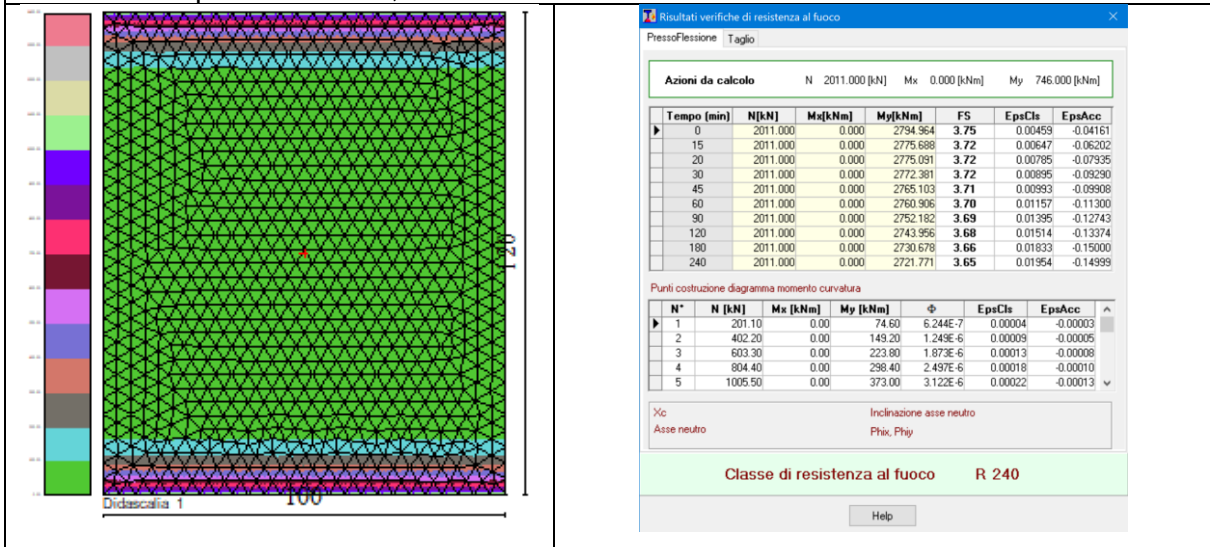 Didascalia 1
100
120
Risultati verifiche di resistenza al fuoco
PressoFlessione Taglio
Azioni da calcolo N 2011.000 [kN] Mx 0.000 [kNm] My 746.000 [kNm]
Tempo (min) N[kN] Mx[kNm] My[kNm] FS EpsCls EpsAcc
0 2011.000 0.000 2794.964 3.75 0.00459 -0.04161
15 2011.000 0.000 2775.688 3.72 0.00647 -0.06202
20 2011.000 0.000 2775.091 3.72 0.00785 -0.07935
30 2011.000 0.000 2772.381 3.72 0.00895 -0.09290
45 2011.000 0.000 2765.103 3.71 0.00993 -0.09908
60 2011.000 0.000 2760.906 3.70 0.01157 -0.11300
90 2011.000 0.000 2752.182 3.69 0.01395 -0.12743
120 2011.000 0.000 2743.956 3.68 0.01514 -0.13374
180 2011.000 0.000 2730.678 3.66 0.01833 -0.15000
240 2011.000 0.000 2721.771 3.65 0.01954 -0.14999
Punti costruzione diagramma momento curvatura
N° N [kN] Mx [kNm] My [kNm] Φ EpsCls EpsAcc
1 201.10 0.00 74.60 6.244E-7 0.00004 -0.00003
2 402.20 0.00 149.20 1.249E-6 0.00009 -0.00005
3 603.30 0.00 223.80 1.873E-6 0.00013 -0.00008
4 804.40 0.00 298.40 2.497E-6 0.00018 -0.00010
5 1005.50 0.00 373.00 3.122E-6 0.00022 -0.00013
Xc Inclinazione asse neutro
Asse neutro Phix, Phiy
Classe di resistenza al fuoco R 240
Help